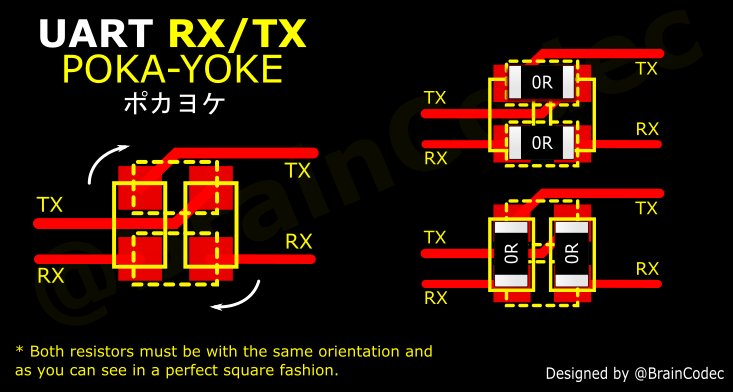 UART RX/TX
POKA-YOKE
ポカヨケ
TX
TX
RX
RX
* Both resistors must be with the same orientation and
as you can see in a perfect square fashion.
TX
0R
TX
0R
RX
RX
TX
TX
0R
0R
RX
RX
Designed by @BrainCodec
@BrainCodec